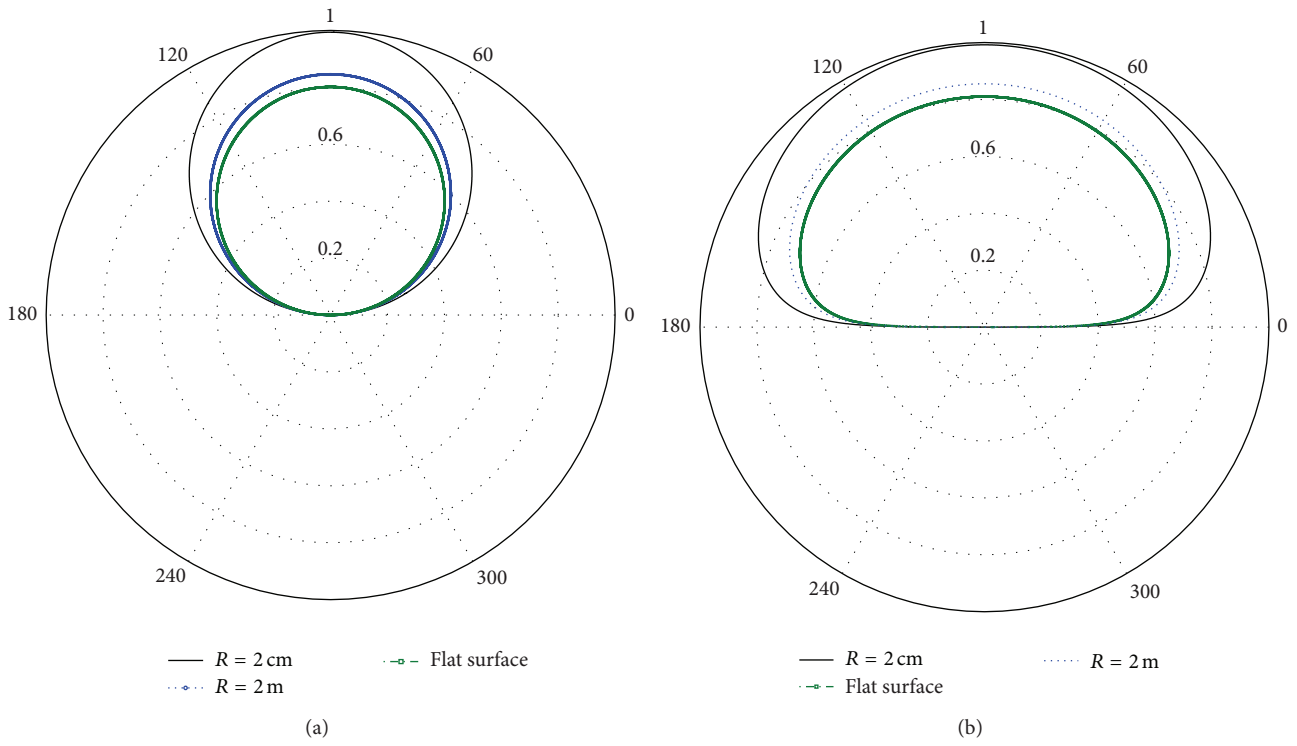 1
120
60
0.6
0.2
180
0
240
300
R = 2 cm
Flat surface
R = 2 m
(a)
1
120
60
0.6
0.2
180
0
240
300
R = 2 cm
R = 2 m
Flat surface
(b)